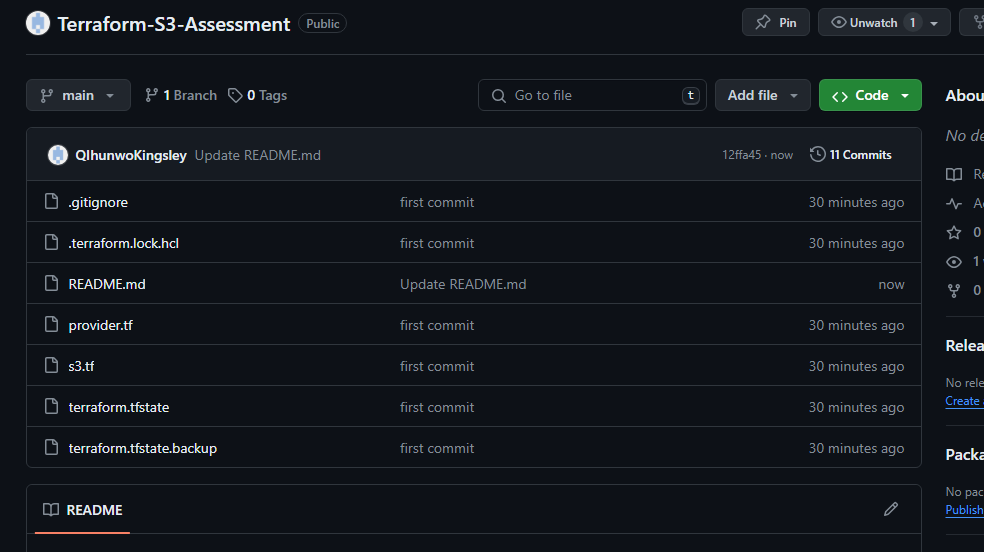 Terraform-S3-Assessment Public Pin Unwatch 1
main 1 Branch 0 Tags Go to file t Add file Code
QIhunwoKingsley Update README.md 12ffa45 · now 11 Commits
.gitignore first commit 30 minutes ago
.terraform.lock.hcl first commit 30 minutes ago
README.md Update README.md now
provider.tf first commit 30 minutes ago
s3.tf first commit 30 minutes ago
terraform.tfstate first commit 30 minutes ago
terraform.tfstate.backup first commit 30 minutes ago
README
Abou
No de
Re
A
0
1
0
Relea
No rele
Create
Packa
No pac
Publish